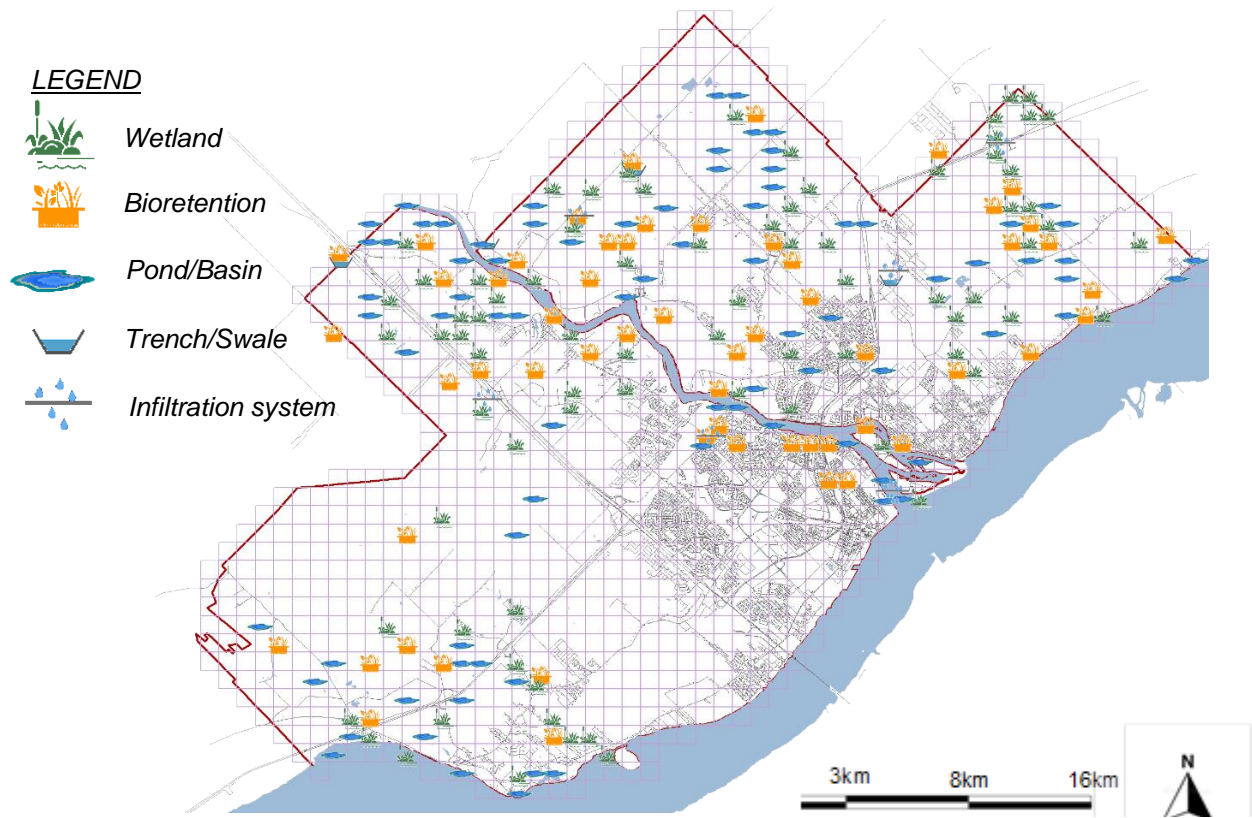 LEGEND
Wetland
Bioretention
Pond/Basin
Trench/Swale
Infiltration system
3km 8km 16km
N